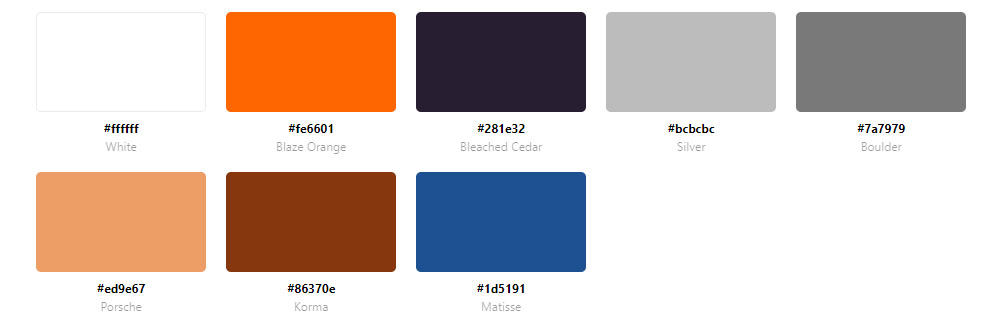 #ffffff #fe6601 #281e32 #bcbcbc #7a7979
White Blaze Orange Bleached Cedar Silver Boulder
#ed9e67 #86370e #1d5191
Porsche Korma Matisse